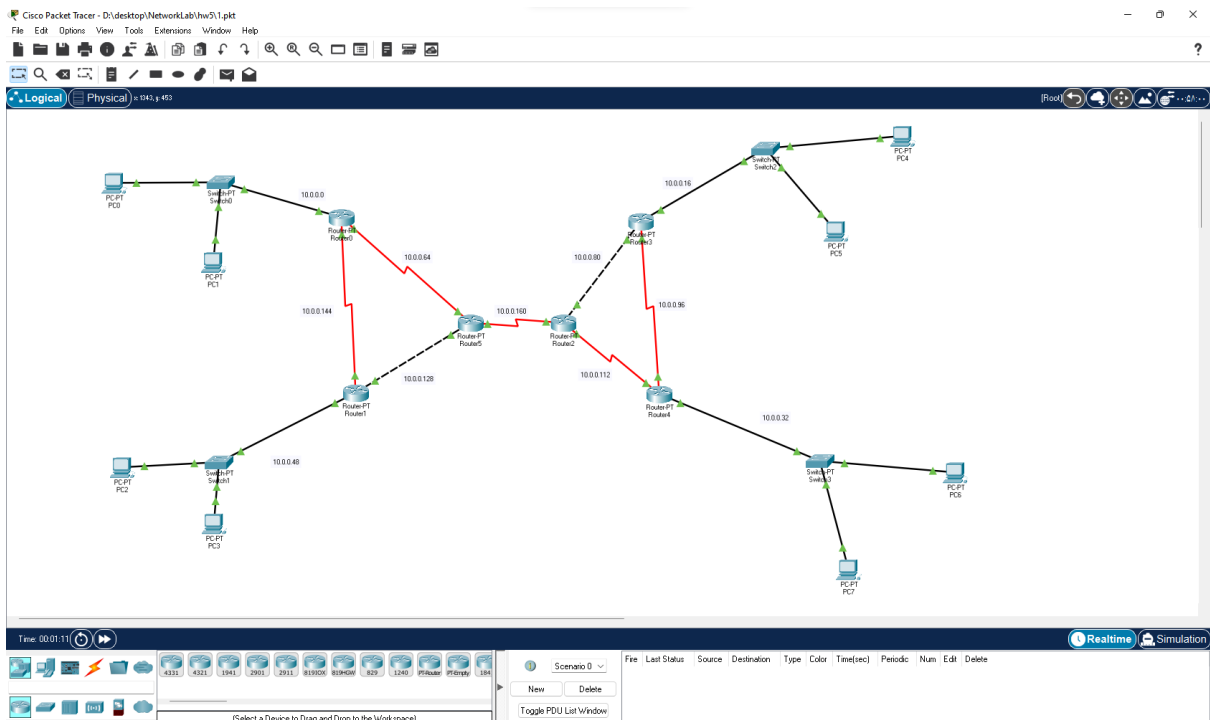 Cisco Packet Tracer - D:\desktop\NetworkLab\hw5\1.pkt
File Edit Options View Tools Extensions Window Help
?
Logical Physical x: 1343, y: 453 [Root]
PC-PT
PC4
Switch-PT
Switch2
10.0.0.16
PC-PT
PC0
Switch-PT
Switch0
10.0.0.0
Router-PT
Router0
Router-PT
Router3
PC-PT
PC5
10.0.0.64
10.0.0.80
PC-PT
PC1
10.0.0.144
10.0.0.160
10.0.0.96
Router-PT
Router5
Router-PT
Router2
10.0.0.128
10.0.0.112
Router-PT
Router1
Router-PT
Router4
10.0.0.32
10.0.0.48
Switch-PT
Switch1
PC-PT
PC2
Switch-PT
Switch3
PC-PT
PC6
PC-PT
PC3
PC-PT
PC7
Time: 00:01:11 Realtime Simulation
4331 4321 1941 2901 2911 819IOX 819HGW 829 1240 PT-Router PT-Empty 184
Scenario 0
Fire Last Status Source Destination Type Color Time(sec) Periodic Num Edit Delete
New Delete
Toggle PDU List Window
(Select a Device to Drag and Drop to the Workspace)